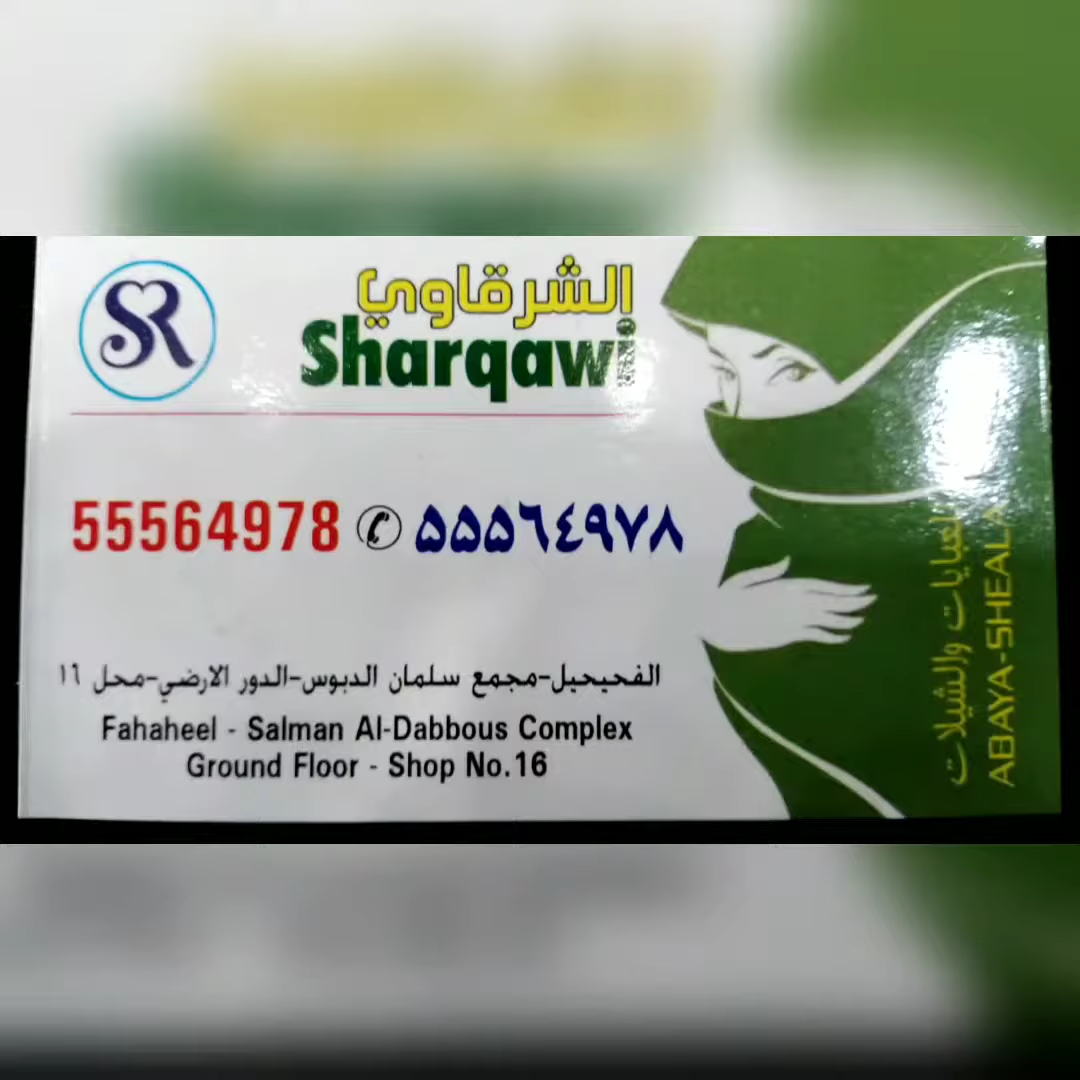 SR
الشرقاوي
Sharqawi
55564978 ✆ ٥٥٥٦٤٩٧٨
الفحيحيل-مجمع سلمان الدبوس-الدور الارضي-محل ١٦
Fahaheel - Salman Al-Dabbous Complex
Ground Floor - Shop No.16
لعبايات والشيلات
ABAYA-SHEALA